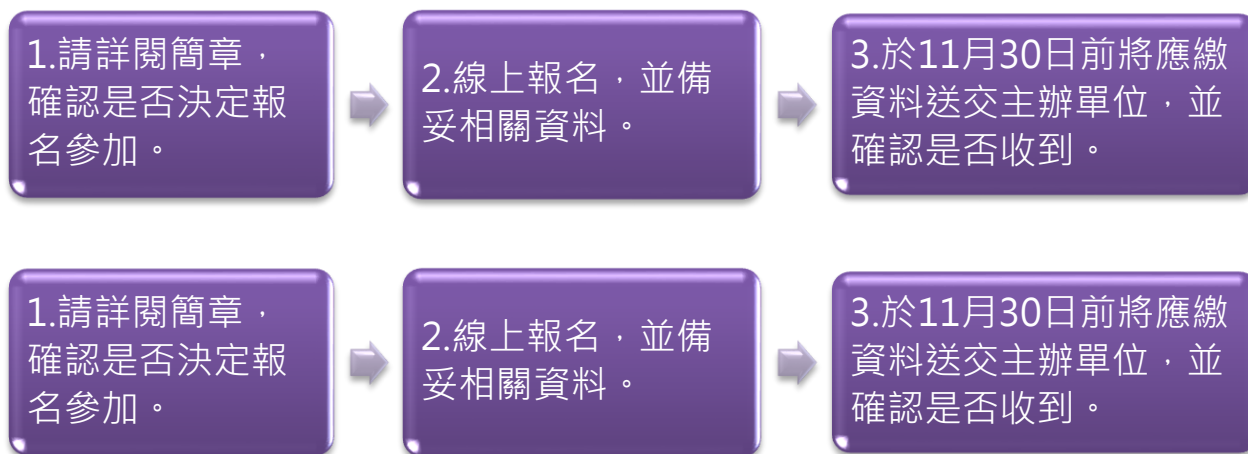 1.請詳閱簡章，
確認是否決定報
名參加。
2.線上報名，並備
妥相關資料。
3.於11月30日前將應繳
資料送交主辦單位，並
確認是否收到。
1.請詳閱簡章，
確認是否決定報
名參加。
2.線上報名，並備
妥相關資料。
3.於11月30日前將應繳
資料送交主辦單位，並
確認是否收到。